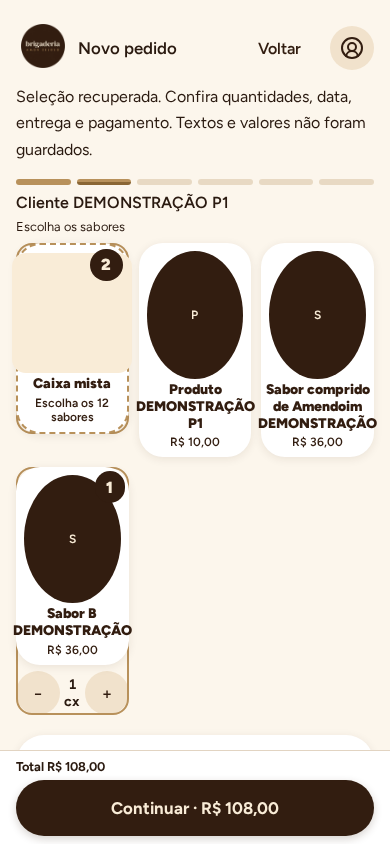 brigaderia
Novo pedido
Voltar
Seleção recuperada. Confira quantidades, data,
entrega e pagamento. Textos e valores não foram
guardados.
Cliente DEMONSTRAÇÃO P1
Escolha os sabores
2
Caixa mista
Escolha os 12
sabores
P
Produto
DEMONSTRAÇÃO
P1
R$ 10,00
S
Sabor comprido
de Amendoim
DEMONSTRAÇÃO
R$ 36,00
1
S
Sabor B
DEMONSTRAÇÃO
R$ 36,00
-
1
cx
+
Total R$ 108,00
Continuar · R$ 108,00